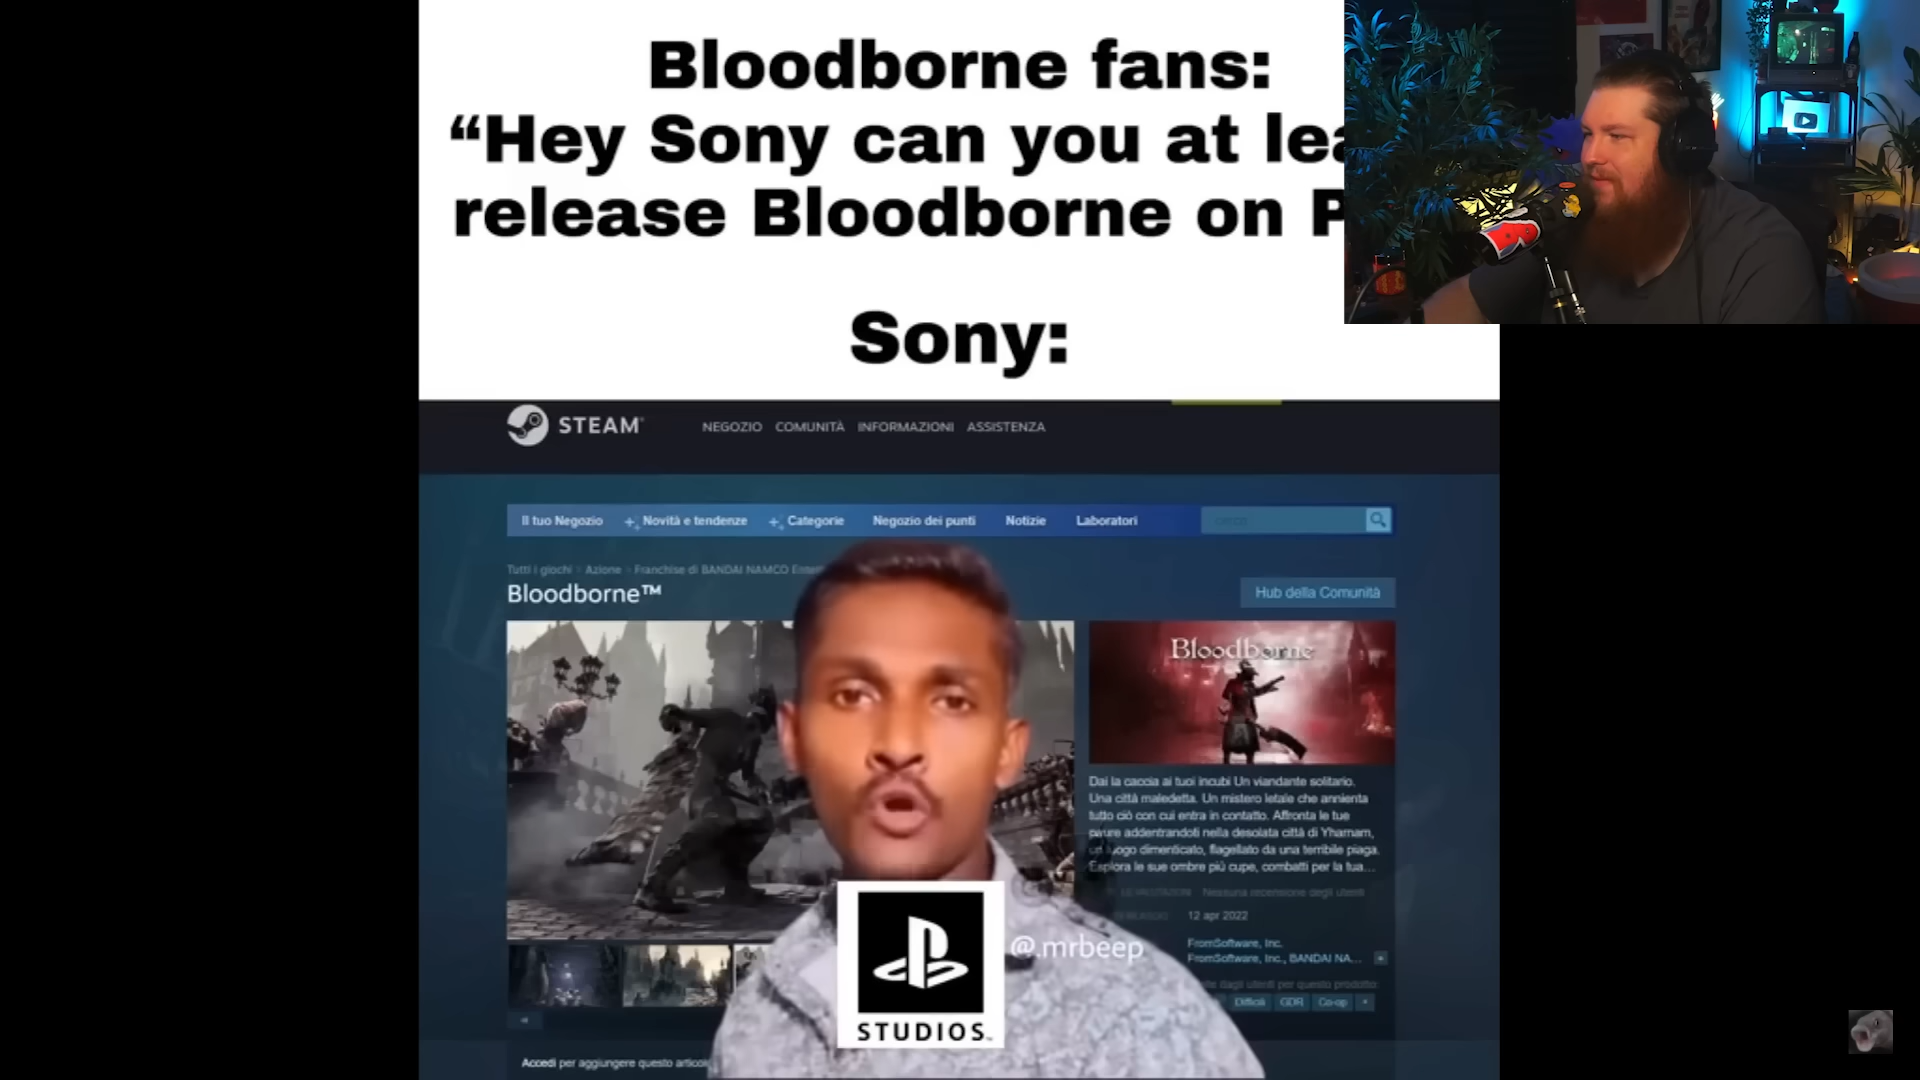 Bloodborne fans:
“Hey Sony can you at lea
release Bloodborne on P
Sony:
STEAM
NEGOZIO COMUNITÀ INFORMAZIONI ASSISTENZA
Il tuo Negozio Novità e tendenze Categorie Negozio dei punti Notizie Laboratori
Tutti i giochi Azione Franchise di BANDAI NAMCO
Bloodborne™
Hub della Comunità
Bloodborne
Dai la caccia ai tuoi incubi Un viandante solitario.
Una città maledetta. Un mistero letale che annienta
tutto ciò con cui entra in contatto. Affronta le tue
paure addentrandoti nella desolata città di Yharnam,
un luogo dimenticato, flagellato da una terribile piaga.
Esplora le sue ombre più cupe, combatti per la tua...
Nessuna recensione degli utenti
12 apr 2022
@.mrbeep
FromSoftware, Inc.
FromSoftware, Inc., BANDAI NA...
dagli utenti per questo prodotto:
Difficili GDR Co-op
STUDIOS
Accedi per aggiungere questo articolo